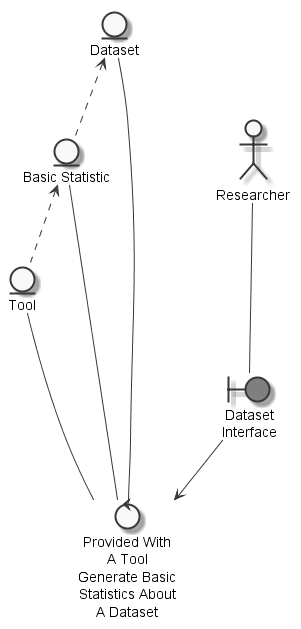 Dataset
Basic Statistic
Researcher
Tool
Dataset
Interface
Provided With
A Tool
Generate Basic
Statistics About
A Dataset